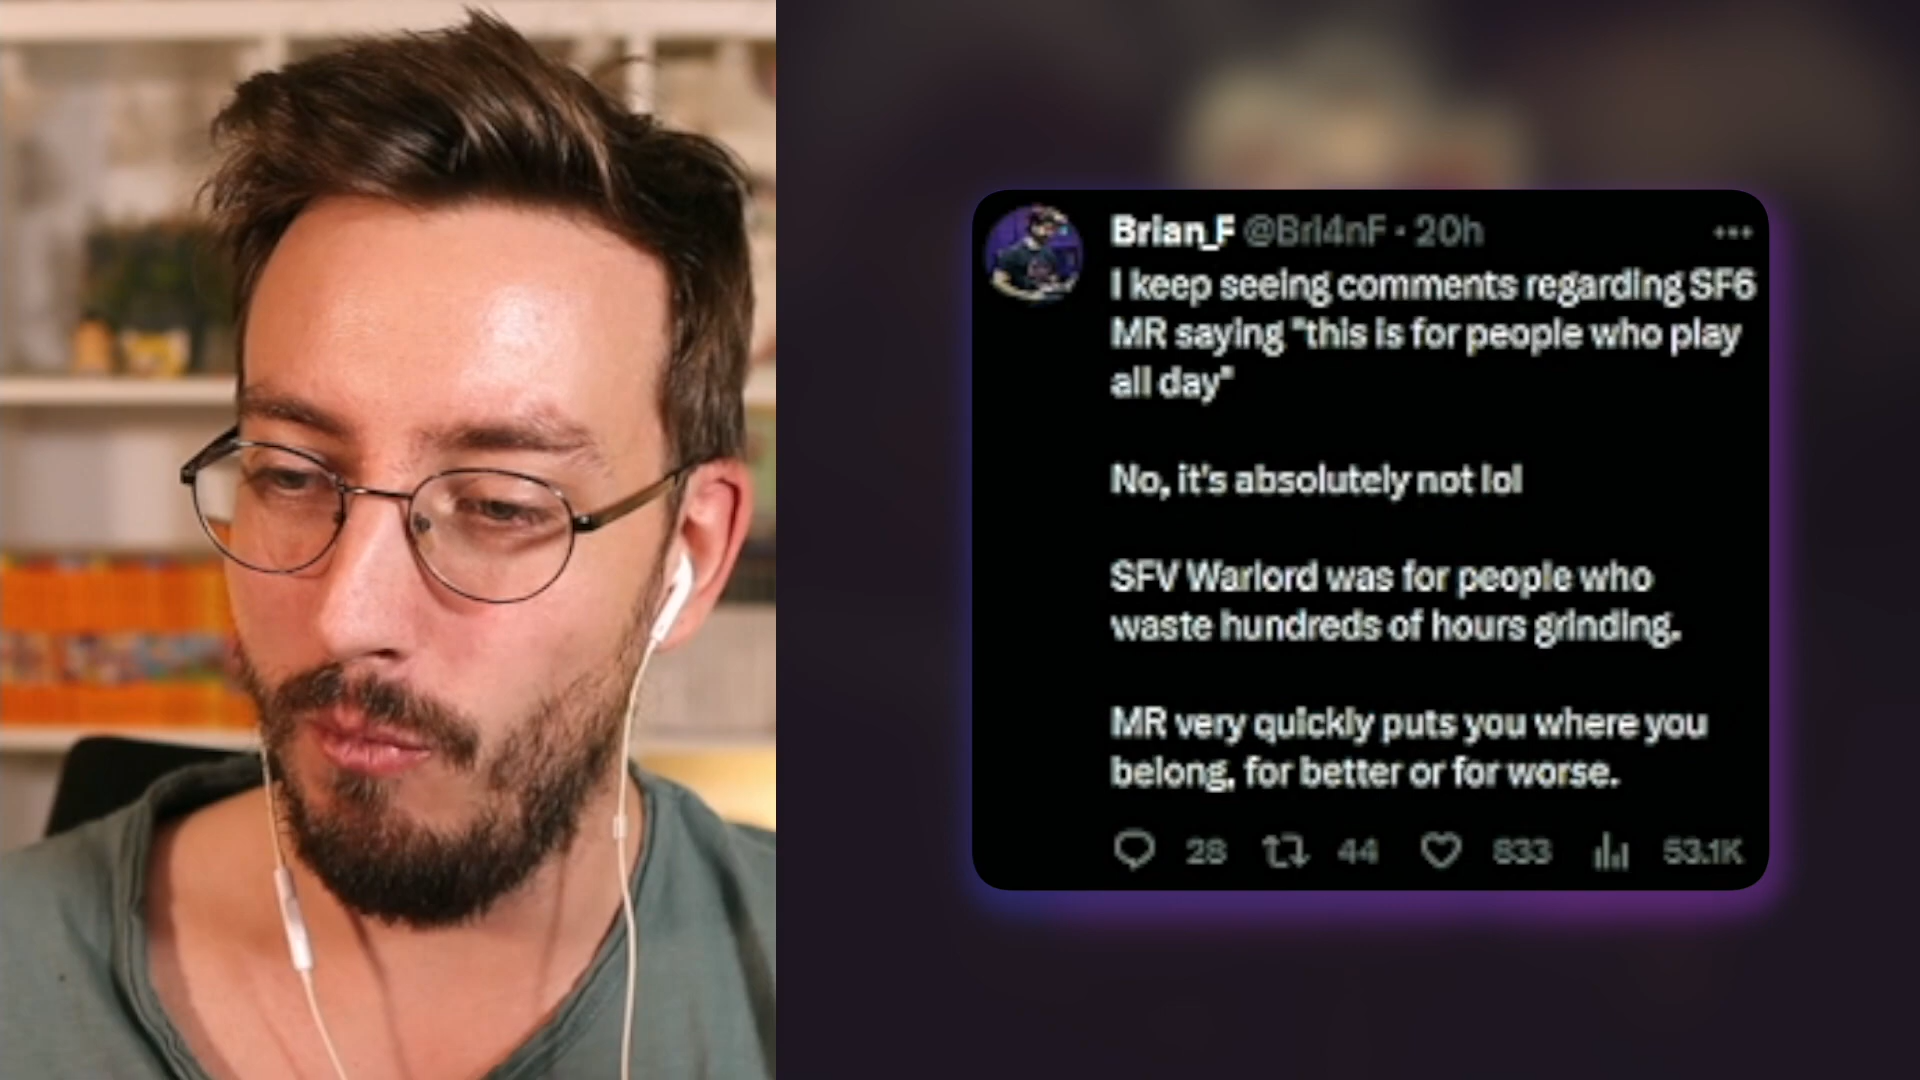 Brian_F @Bri4nF · 20h
I keep seeing comments regarding SF6
MR saying "this is for people who play
all day"
No, it's absolutely not lol
SFV Warlord was for people who
waste hundreds of hours grinding.
MR very quickly puts you where you
belong, for better or for worse.
28 44 833 53.1K